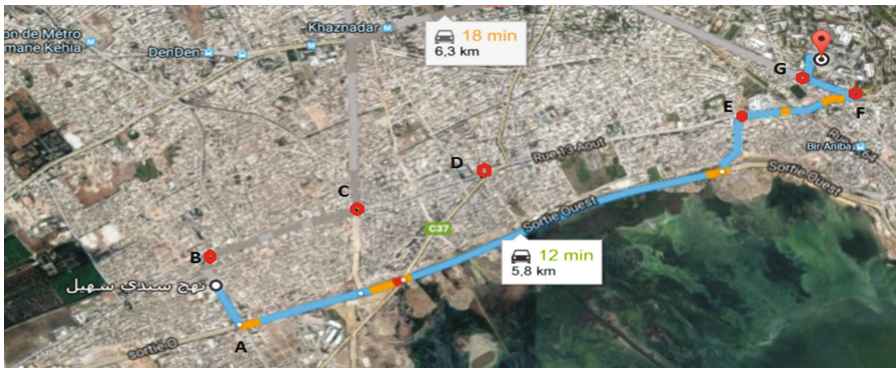 on de Métro
mane Kehia
DenDen
Khaznadar
18 min
6,3 km
G
E
F
Rue 13 Aout
Bir Aniba
D
Sortie Ouest
C
Sortie Ouest
C37
B
12 min
5,8 km
نهج سيدي سهيل
sortie O
A